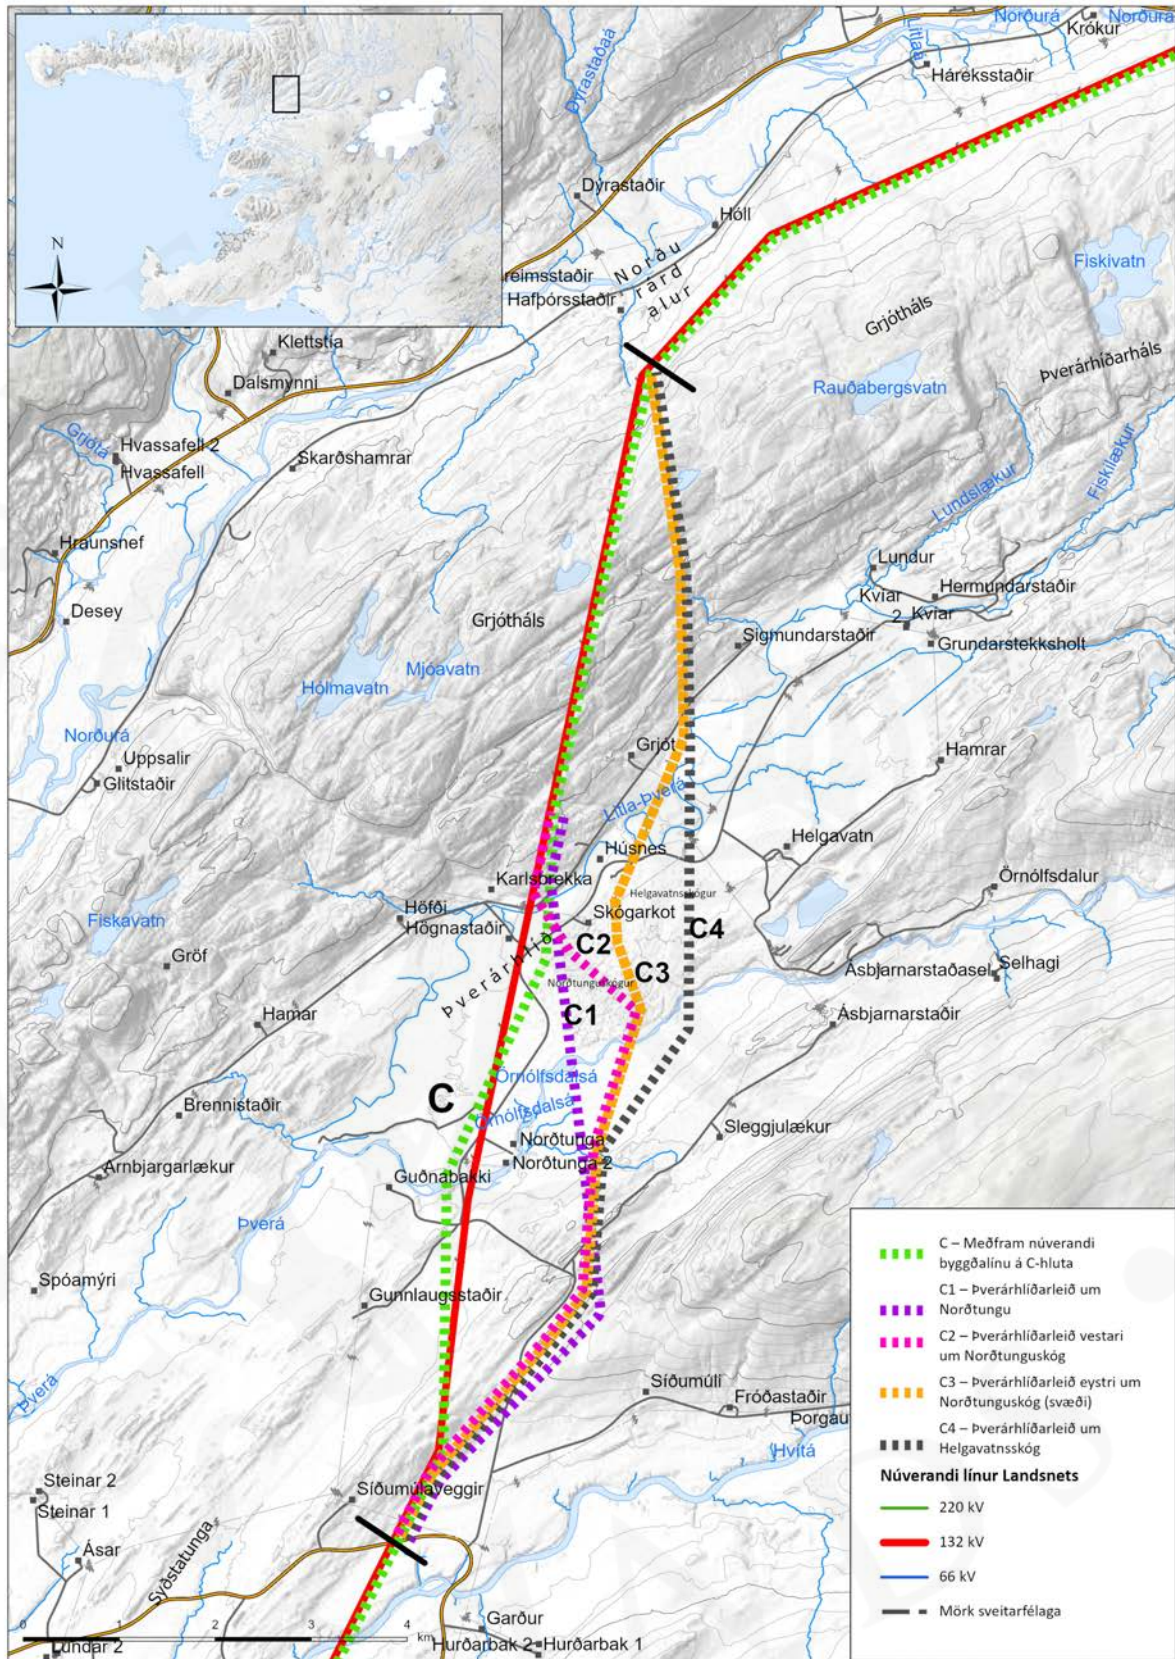 Norðurá
Norðurá
Krókur
Litlaá
Háreksstaðir
Dýrastaðaá
Dýrastaðir
Hóll
N
Norðu
rárd
alur
reimsstaðir
Hafþórsstaðir
Fiskivatn
Grjótháls
Þverárhlíðarháls
Klettstía
Dalsmynni
Rauðabergsvatn
Grjótá
Hvassafell 2
Hvassafell
Skarðshamrar
Lundslækur
Fiskilækur
Hraunsnef
Lundur
Hermundarstaðir
Kvíar
2
Kvíar
Desey
Grjótháls
Sigmundarstaðir
Grundarstekksholt
Mjóavatn
Hólmavatn
Norðurá
Uppsalir
Glitstaðir
Grjót
Hamrar
Litla-Þverá
Helgavatn
Húsnes
Karlsbrekka
Helgavatnsskógur
Örnólfsdalur
Fiskavatn
Höfði
Skógarkot
Högnastaðir
C4
C2
Gröf
Þverárhlíð
C3
Ásbjarnarstaðasel
Selhagi
Norðtunguskógur
C1
Hamar
Ásbjarnarstaðir
Örnólfsdalsá
C
Örnólfsdalsá
Brennistaðir
Norðtunga
Sleggjulækur
Norðtunga 2
Arnbjargarlækur
Guðnabakki
Þverá
Spóamýri
Gunnlaugsstaðir
Þverá
Síðumúli
Fróðastaðir
Þorgau
Hvítá
Steinar 2
Steinar 1
Síðumúlaveggir
Ásar
Syðstatunga
Garður
0
1
2
3
4
km
Lundar 2
Hurðarbak 2
Hurðarbak 1
C – Meðfram núverandi
byggðalínu á C-hluta
C1 – Þverárhlíðarleið um
Norðtungu
C2 – Þverárhlíðarleið vestari
um Norðtunguskóg
C3 – Þverárhlíðarleið eystri um
Norðtunguskóg (svæði)
C4 – Þverárhlíðarleið um
Helgavatnsskóg
Núverandi línur Landsnets
220 kV
132 kV
66 kV
Mörk sveitarfélaga